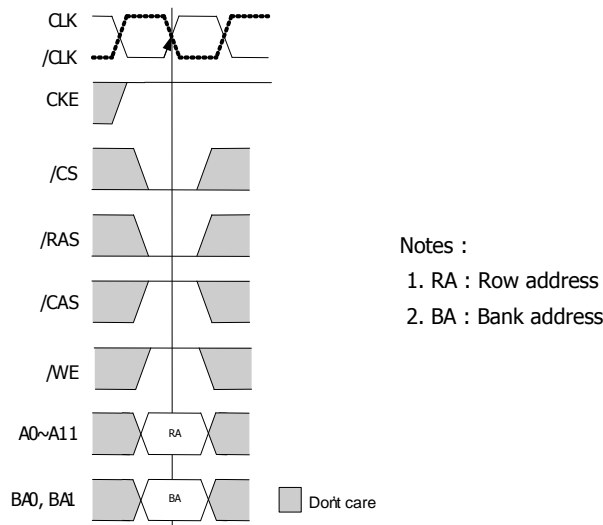 CLK
/CLK
CKE
/CS
/RAS
/CAS
/WE
A0~A11
RA
BA0, BA1
BA
Don't care
Notes :
1. RA : Row address
2. BA : Bank address